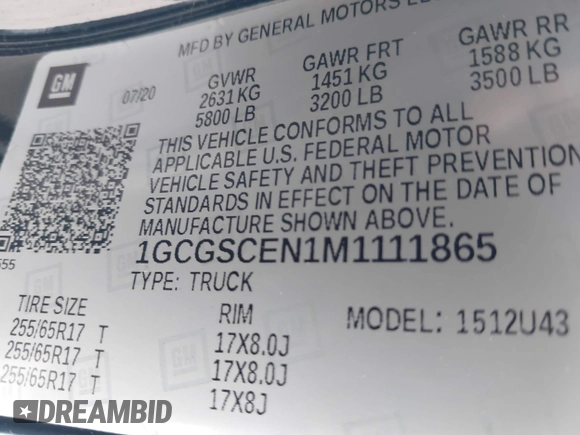 MFD BY GENERAL MOTORS
GM
07/20
GVWR
2631 KG
5800 LB
GAWR FRT
1451 KG
3200 LB
GAWR RR
1588 KG
3500 LB
THIS VEHICLE CONFORMS TO ALL
APPLICABLE U.S. FEDERAL MOTOR
VEHICLE SAFETY AND THEFT PREVENTION
STANDARDS IN EFFECT ON THE DATE OF
MANUFACTURE SHOWN ABOVE.
1GCGSCEN1M1111865
TYPE: TRUCK
MODEL: 1512U43
TIRE SIZE
255/65R17 T
255/65R17 T
255/65R17 T
RIM
17X8.0J
17X8.0J
17X8J
DREAMBID